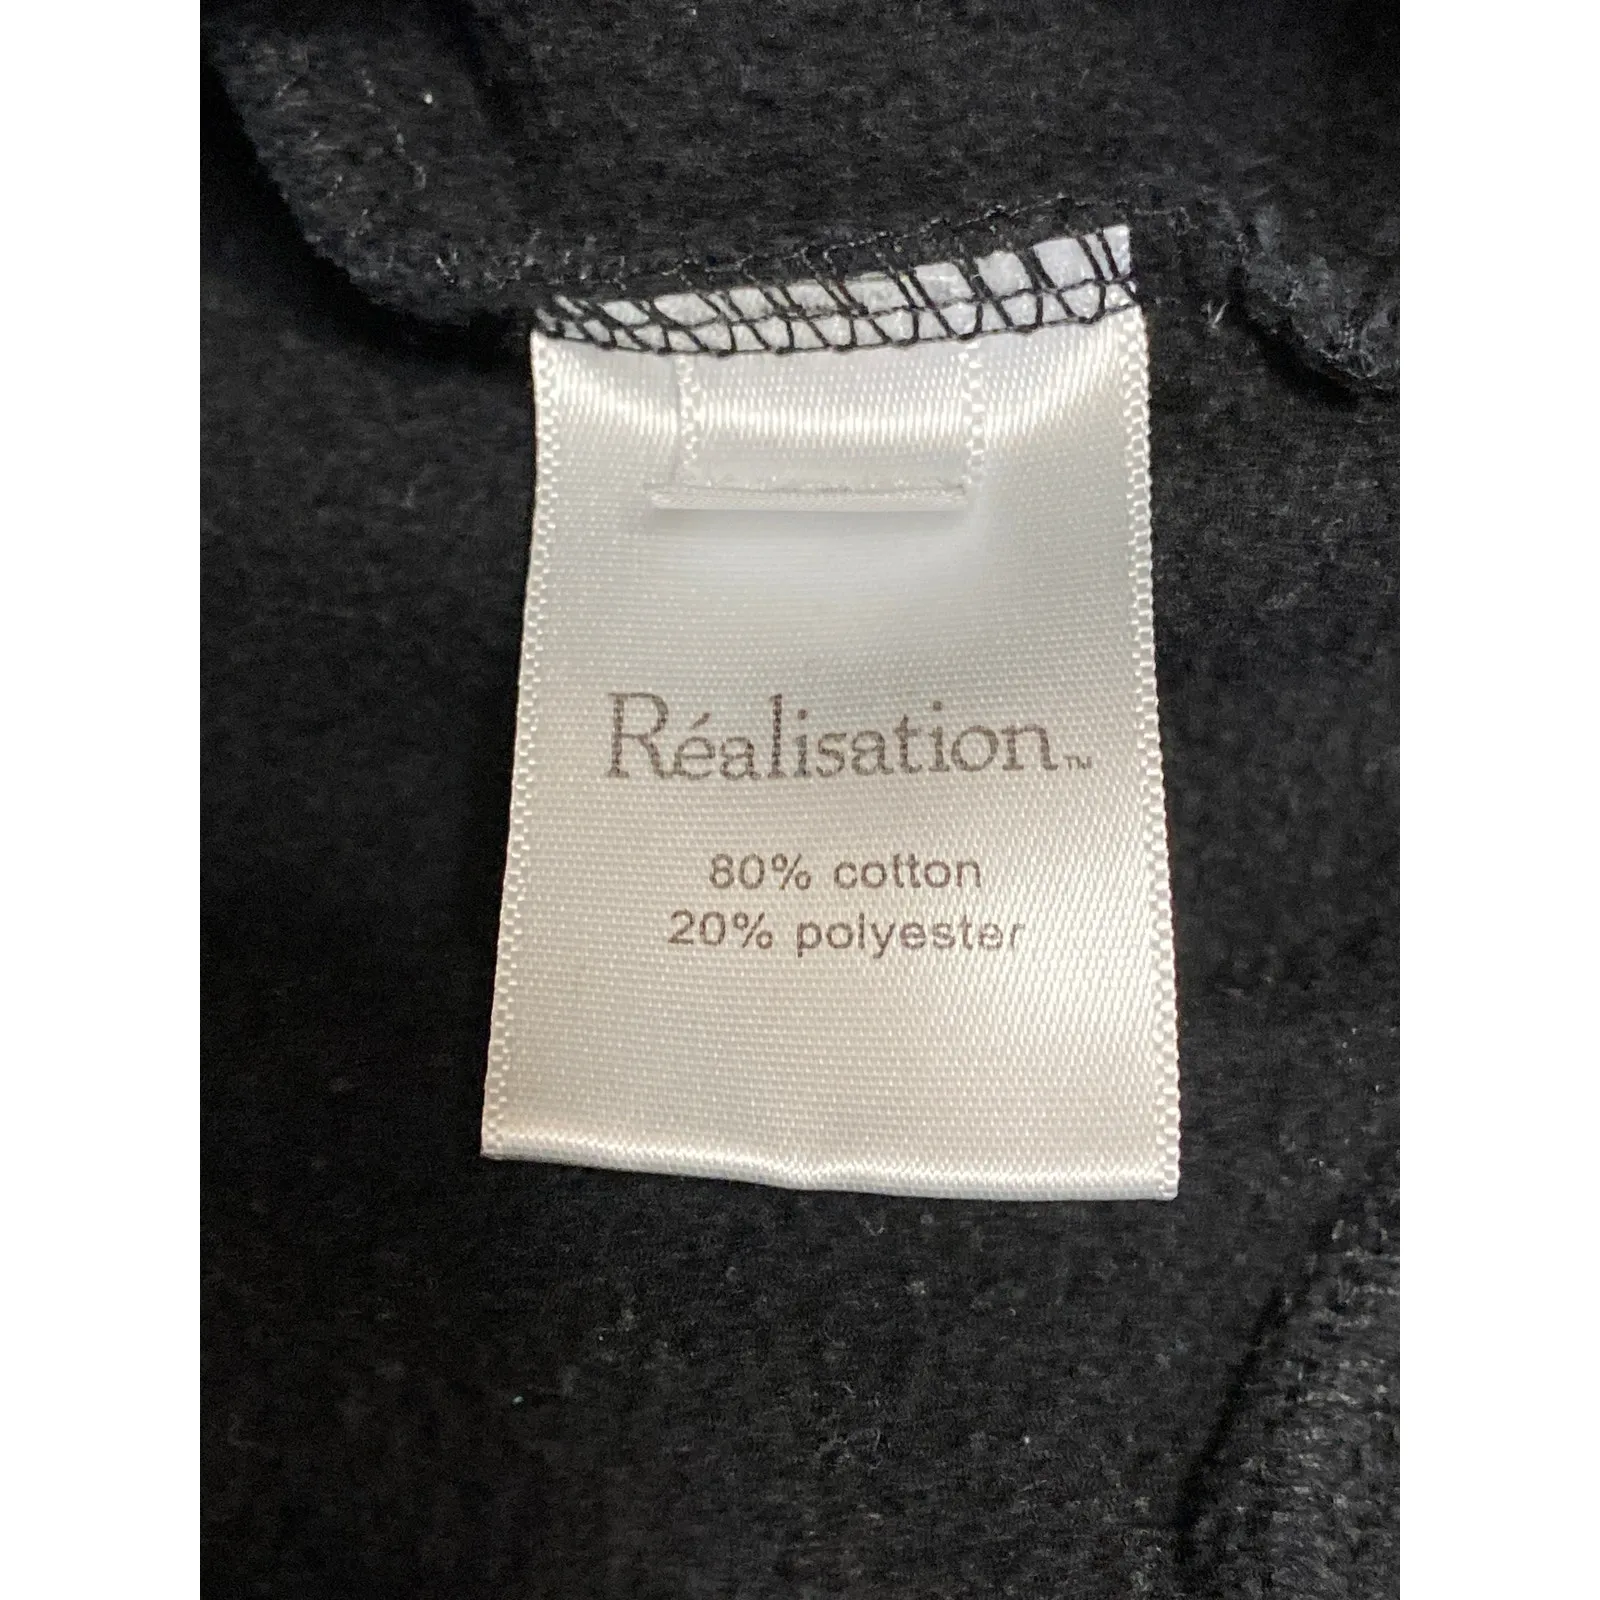 Réalisation™
80% cotton
20% polyester